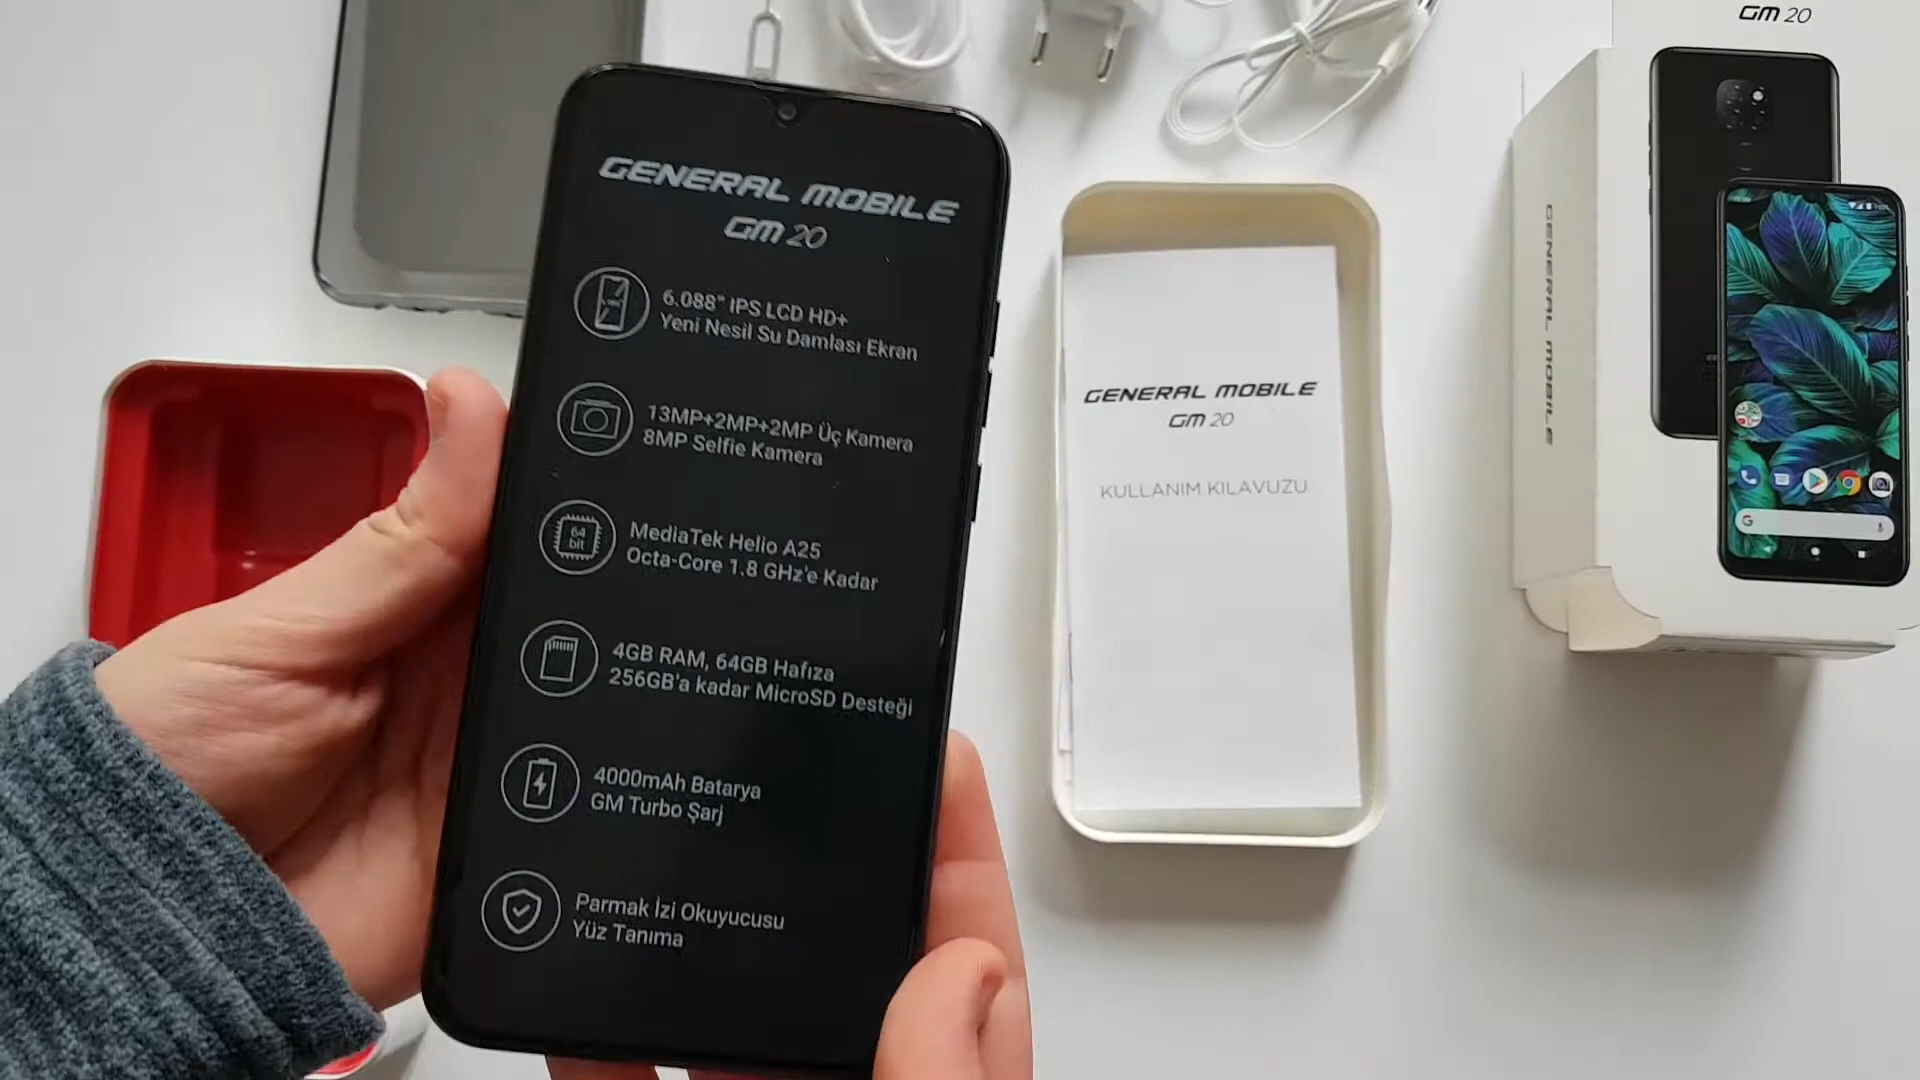 GENERAL MOBILE
GM 20
6.088" IPS LCD HD+
Yeni Nesil Su Damlası Ekran
13MP+2MP+2MP Üç Kamera
8MP Selfie Kamera
64
bit
MediaTek Helio A25
Octa-Core 1.8 GHz'e Kadar
4GB RAM, 64GB Hafıza
256GB'a kadar MicroSD Desteği
4000mAh Batarya
GM Turbo Şarj
Parmak İzi Okuyucusu
Yüz Tanıma
GENERAL MOBILE
GM 20
KULLANIM KILAVUZU
GM 20
GENERAL MOBILE